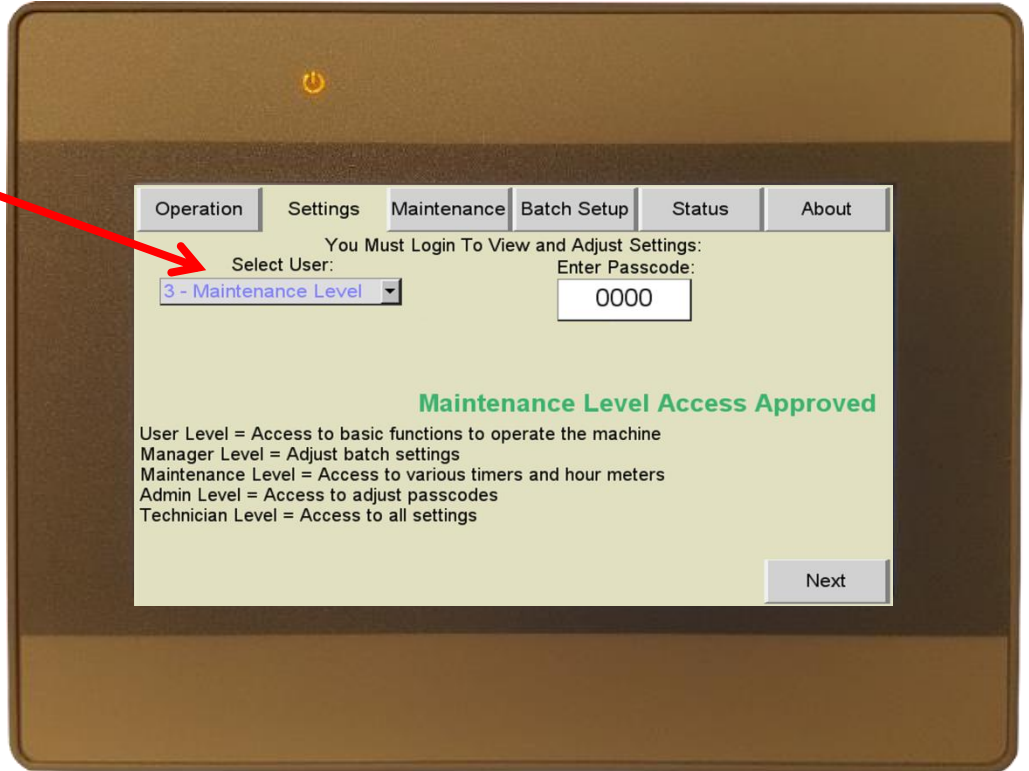 Operation Settings Maintenance Batch Setup Status About
You Must Login To View and Adjust Settings:
Select User: Enter Passcode:
3 - Maintenance Level 0000
Maintenance Level Access Approved
User Level = Access to basic functions to operate the machine
Manager Level = Adjust batch settings
Maintenance Level = Access to various timers and hour meters
Admin Level = Access to adjust passcodes
Technician Level = Access to all settings
Next